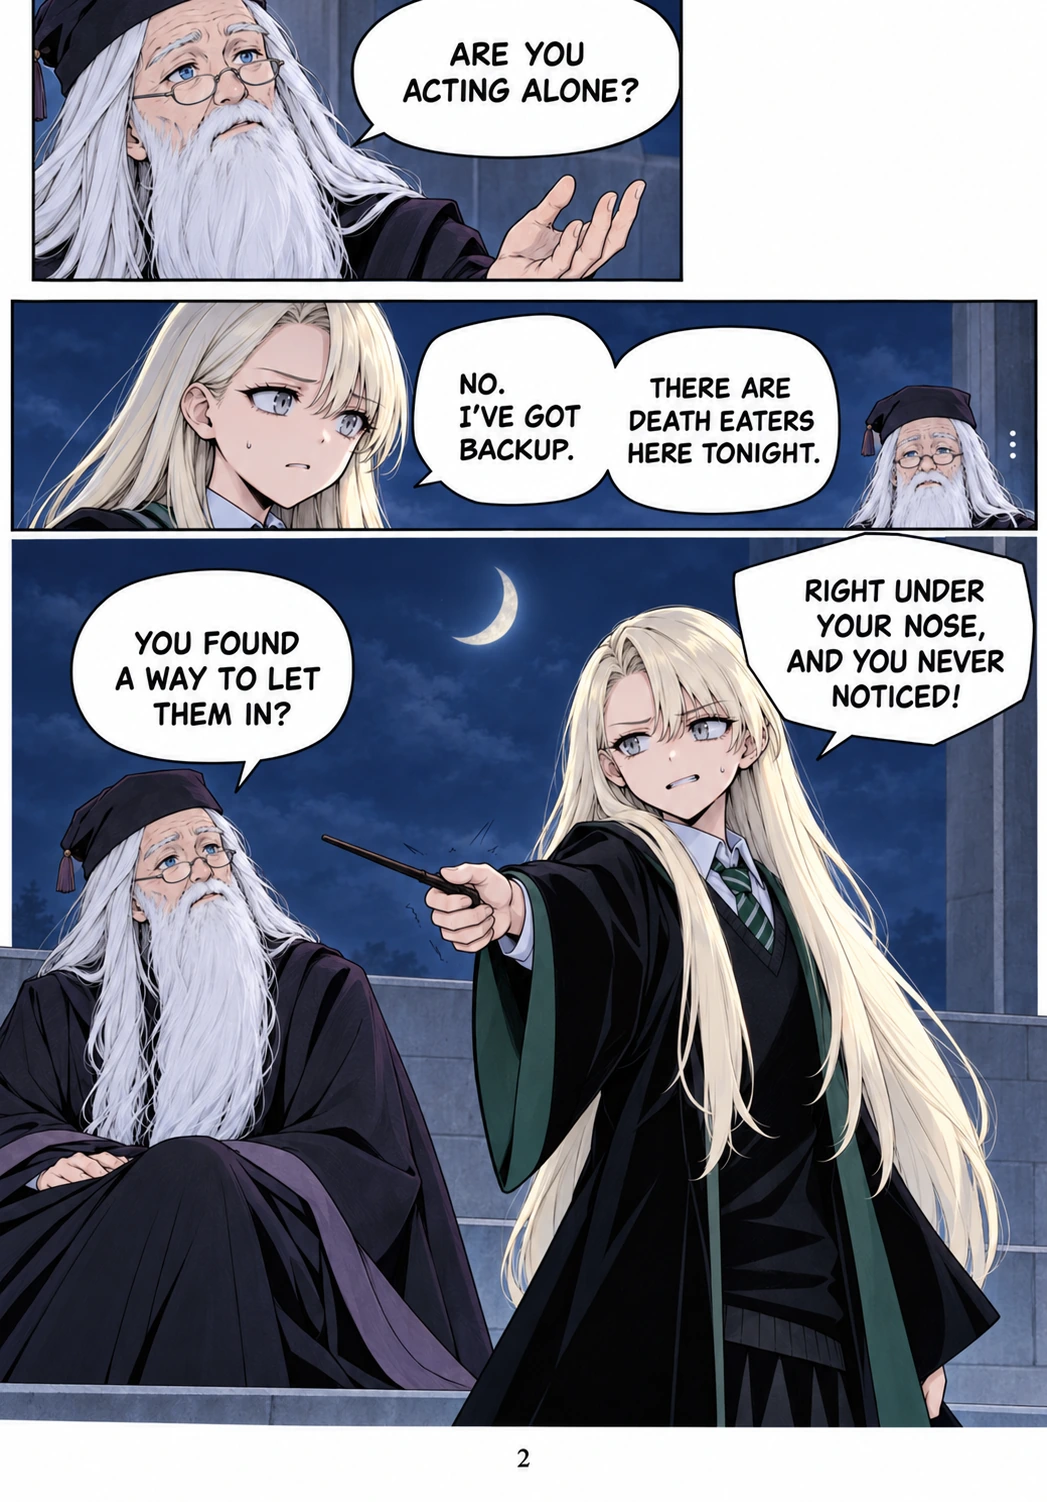 ARE YOU
ACTING ALONE?
NO.
I'VE GOT
BACKUP.
THERE ARE
DEATH EATERS
HERE TONIGHT.
YOU FOUND
A WAY TO LET
THEM IN?
RIGHT UNDER
YOUR NOSE,
AND YOU NEVER
NOTICED!
2